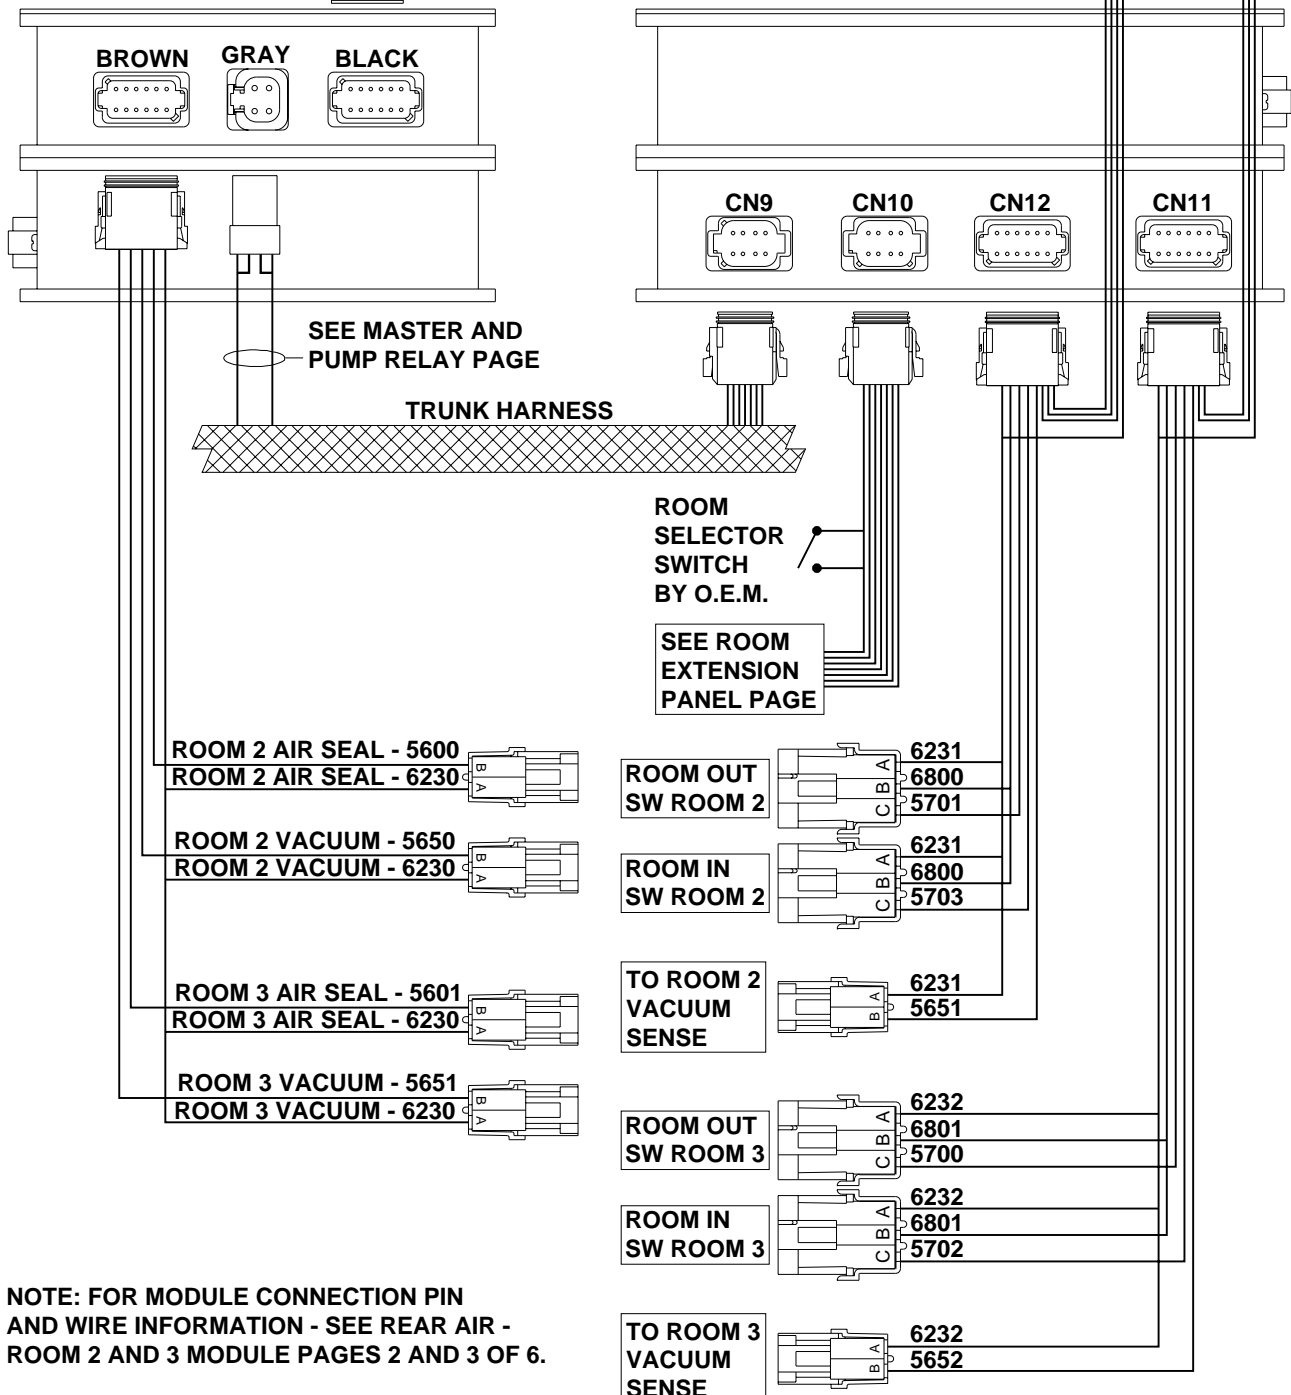 BROWN GRAY BLACK
CN9 CN10 CN12 CN11
SEE MASTER AND
PUMP RELAY PAGE
TRUNK HARNESS
ROOM
SELECTOR
SWITCH
BY O.E.M.
SEE ROOM
EXTENSION
PANEL PAGE
ROOM 2 AIR SEAL - 5600
ROOM 2 AIR SEAL - 6230
B
A
ROOM 2 VACUUM - 5650
ROOM 2 VACUUM - 6230
B
A
ROOM 3 AIR SEAL - 5601
ROOM 3 AIR SEAL - 6230
B
A
ROOM 3 VACUUM - 5651
ROOM 3 VACUUM - 6230
B
A
ROOM OUT
SW ROOM 2
A 6231
B 6800
C 5701
ROOM IN
SW ROOM 2
A 6231
B 6800
C 5703
TO ROOM 2
VACUUM
SENSE
A 6231
B 5651
ROOM OUT
SW ROOM 3
A 6232
B 6801
C 5700
ROOM IN
SW ROOM 3
A 6232
B 6801
C 5702
TO ROOM 3
VACUUM
SENSE
A 6232
B 5652
NOTE: FOR MODULE CONNECTION PIN
AND WIRE INFORMATION - SEE REAR AIR -
ROOM 2 AND 3 MODULE PAGES 2 AND 3 OF 6.